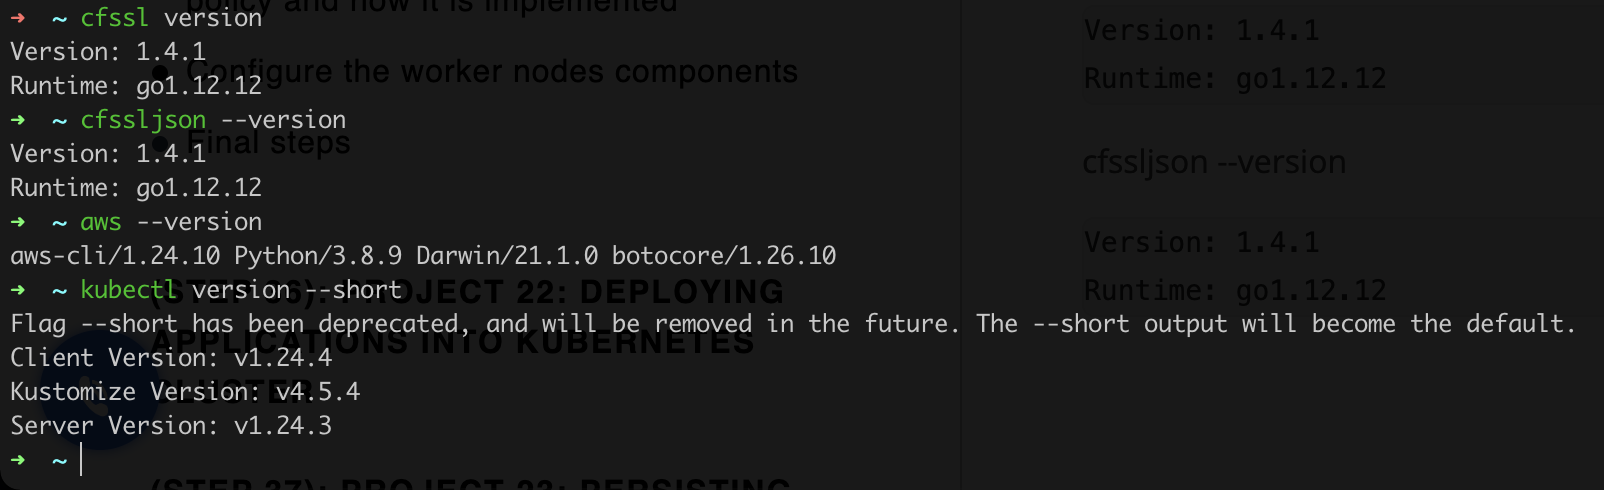 ➜  ~ cfssl version
Version: 1.4.1
Runtime: go1.12.12
➜  ~ cfssljson --version
Version: 1.4.1
Runtime: go1.12.12
➜  ~ aws --version
aws-cli/1.24.10 Python/3.8.9 Darwin/21.1.0 botocore/1.26.10
➜  ~ kubectl version --short
Flag --short has been deprecated, and will be removed in the future. The --short output will become the default.
Client Version: v1.24.4
Kustomize Version: v4.5.4
Server Version: v1.24.3
➜  ~
policy and how it is implemented
● Configure the worker nodes components
● Final steps
(STEP 36): PROJECT 22: DEPLOYING
APPLICATIONS INTO KUBERNETES
CLUSTER
(STEP 37): PROJECT 23: PERSISTING
Version: 1.4.1
Runtime: go1.12.12
cfssljson --version
Version: 1.4.1
Runtime: go1.12.12